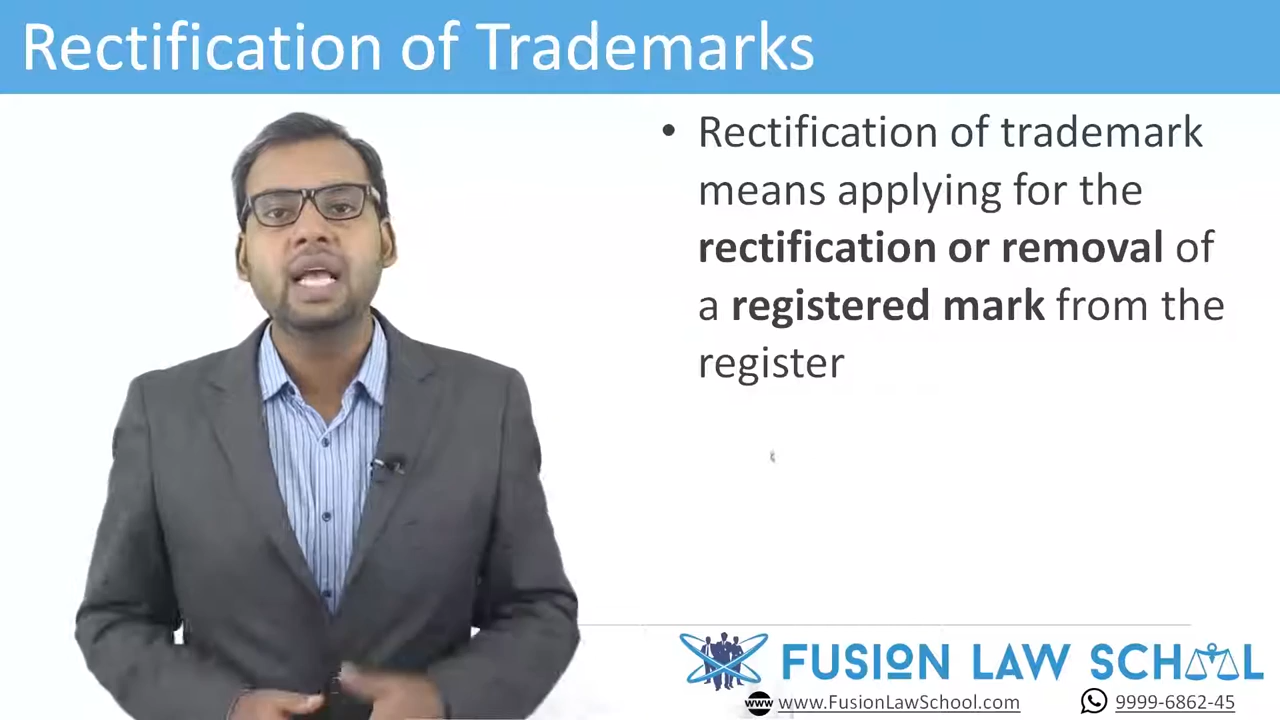 Rectification of Trademarks
• Rectification of trademark
means applying for the
rectification or removal of
a registered mark from the
register
FUSION LAW SCHOOL
www www.FusionLawSchool.com 9999-6862-45